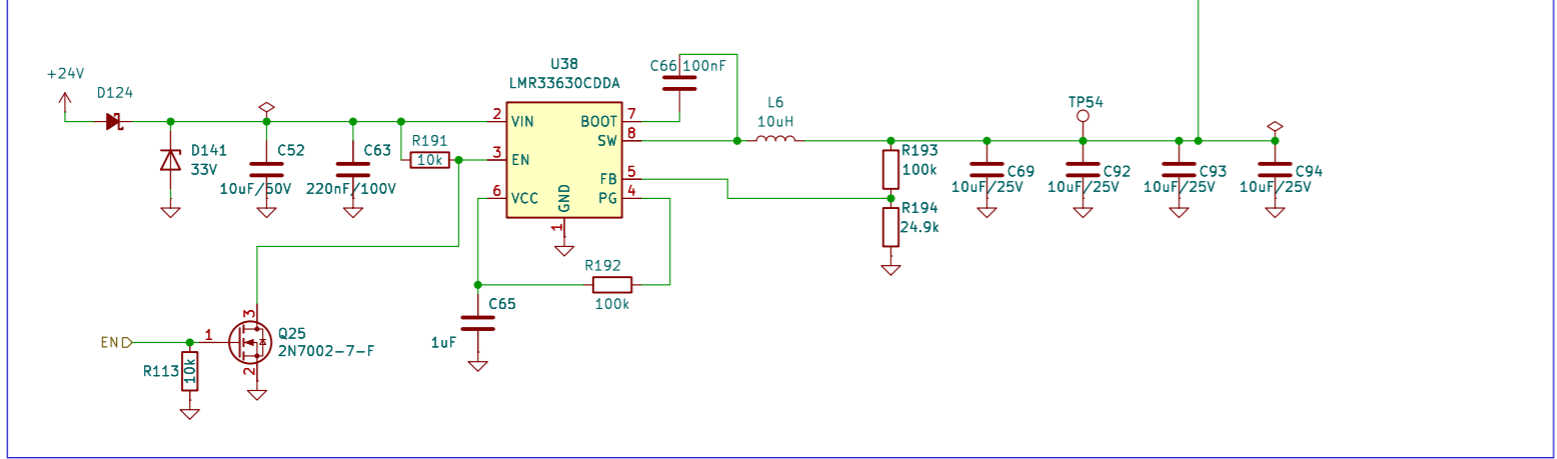 +24V
D124
D141
33V
C52
10uF/50V
C63
220nF/100V
R191
10k
U38
LMR33630CDDA
2
VIN
3
EN
6
VCC
GND
1
BOOT
7
SW
8
FB
5
PG
4
C66
100nF
L6
10uH
R193
100k
R194
24.9k
C69
10uF/25V
TP54
C92
10uF/25V
C93
10uF/25V
C94
10uF/25V
R192
100k
C65
1uF
EN
R113
10k
1
3
2
Q25
2N7002-7-F